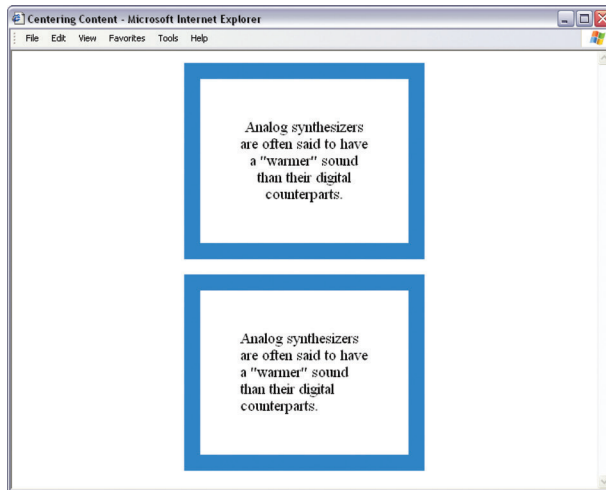 Centering Content - Microsoft Internet Explorer
File Edit View Favorites Tools Help
Analog synthesizers
are often said to have
a "warmer" sound
than their digital
counterparts.
Analog synthesizers
are often said to have
a "warmer" sound
than their digital
counterparts.